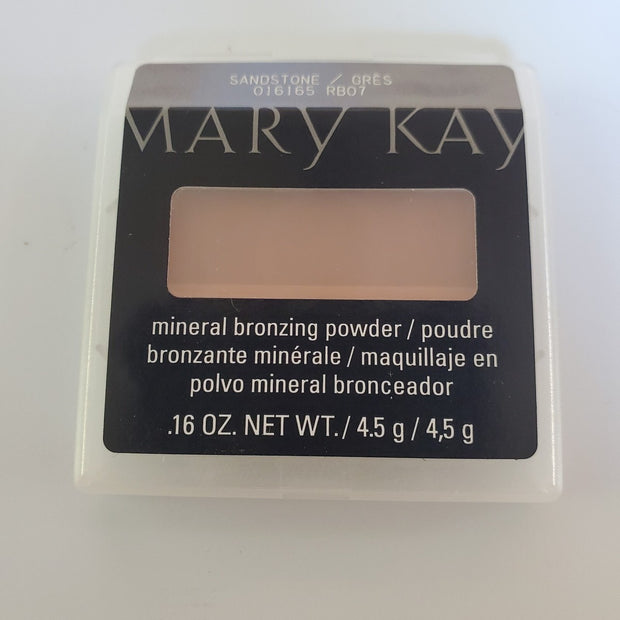 SANDSTONE / GRÈS
016165 RB07
MARY KAY
mineral bronzing powder / poudre
bronzante minérale / maquillaje en
polvo mineral bronceador
.16 OZ. NET WT. / 4.5 g / 4,5 g